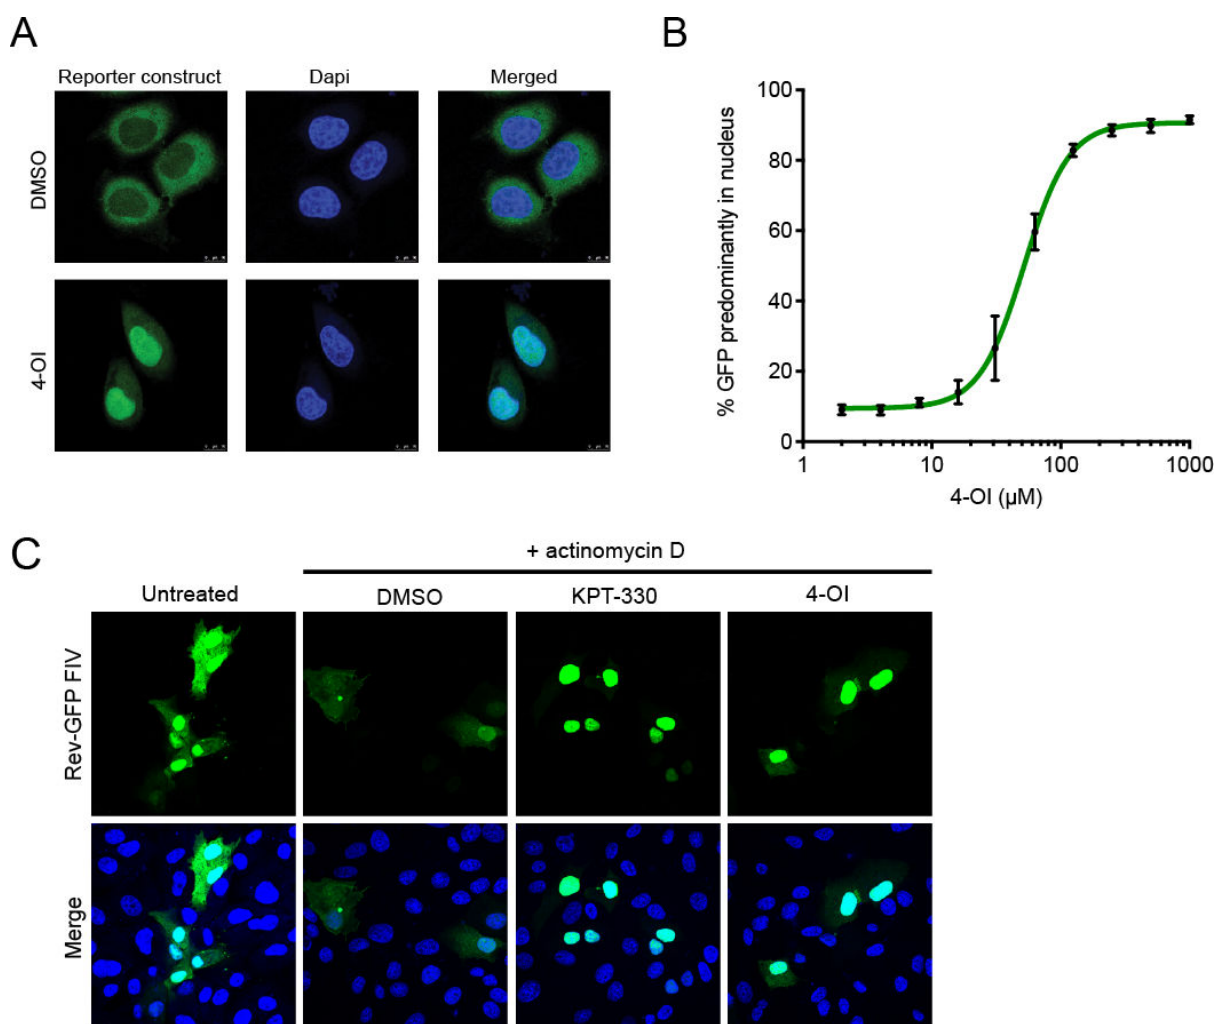 A
Reporter construct Dapi Merged
DMSO
4-OI
B
% GFP predominantly in nucleus
100
80
60
40
20
0
1 10 100 1000
4-OI (µM)
C
+ actinomycin D
Untreated DMSO KPT-330 4-OI
Rev-GFP FIV
Merge